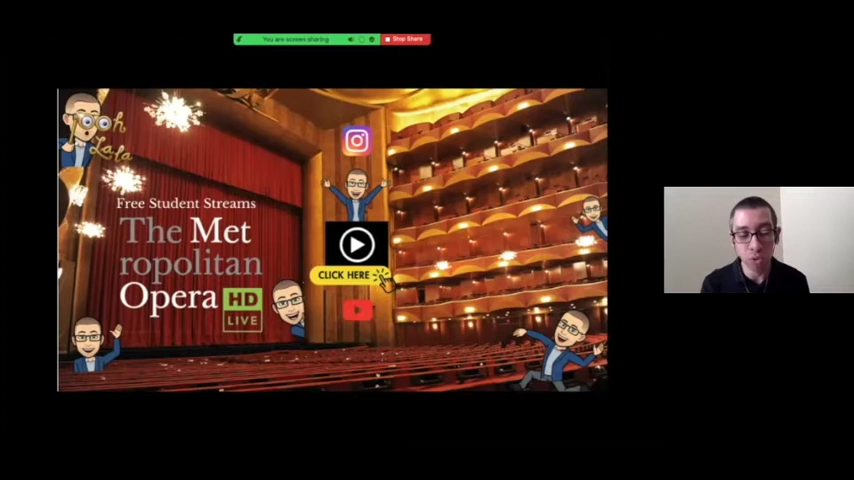 You are screen sharing
Stop Share
Ooh
La la
Free Student Streams
The Met
ropolitan
Opera HD
LIVE
CLICK HERE